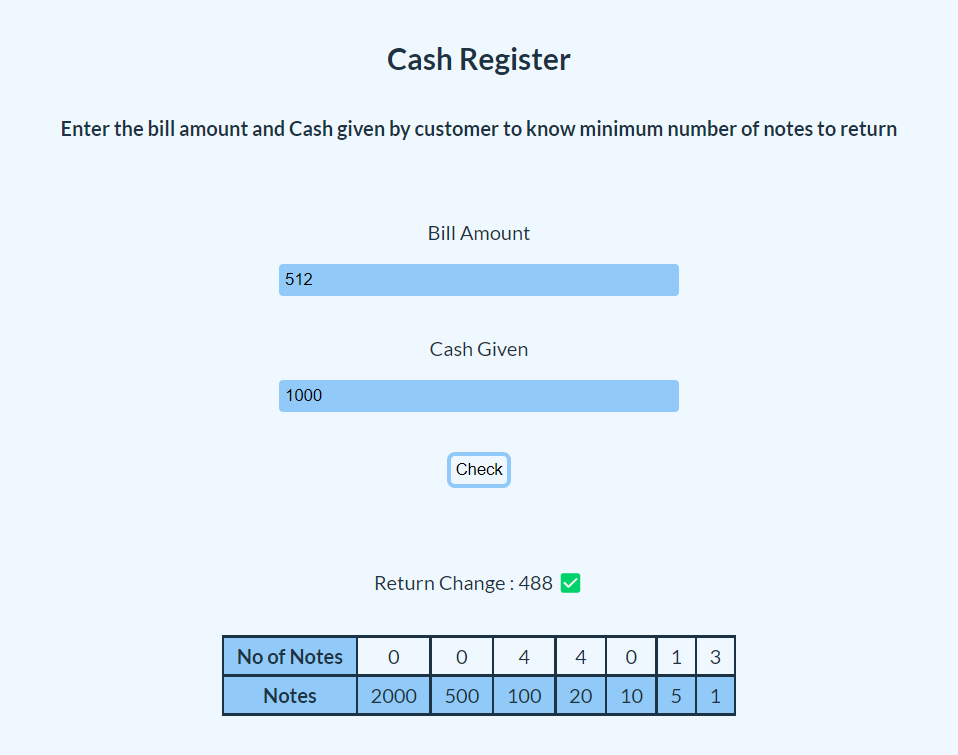 Cash Register
Enter the bill amount and Cash given by customer to know minimum number of notes to return
Bill Amount
512
Cash Given
1000
Check
Return Change : 488 ✅
No of Notes 0 0 4 4 0 1 3
Notes 2000 500 100 20 10 5 1